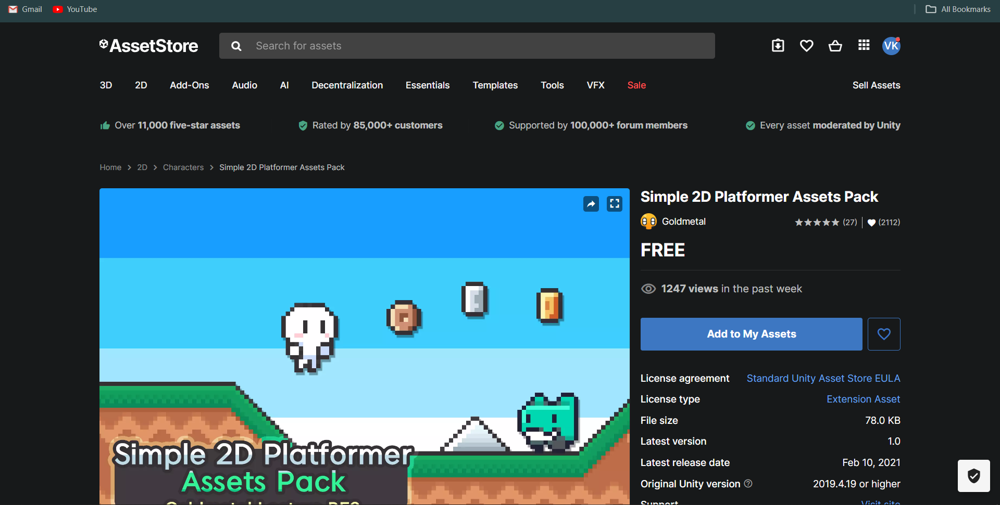 Gmail YouTube All Bookmarks
AssetStore Search for assets VK
3D 2D Add-Ons Audio AI Decentralization Essentials Templates Tools VFX Sale Sell Assets
Over 11,000 five-star assets Rated by 85,000+ customers Supported by 100,000+ forum members Every asset moderated by Unity
Home > 2D > Characters > Simple 2D Platformer Assets Pack
Simple 2D Platformer
Assets Pack
Simple 2D Platformer Assets Pack
Goldmetal (27) (2112)
FREE
1247 views in the past week
Add to My Assets
License agreement Standard Unity Asset Store EULA
License type Extension Asset
File size 78.0 KB
Latest version 1.0
Latest release date Feb 10, 2021
Original Unity version 2019.4.19 or higher
Support Visit site